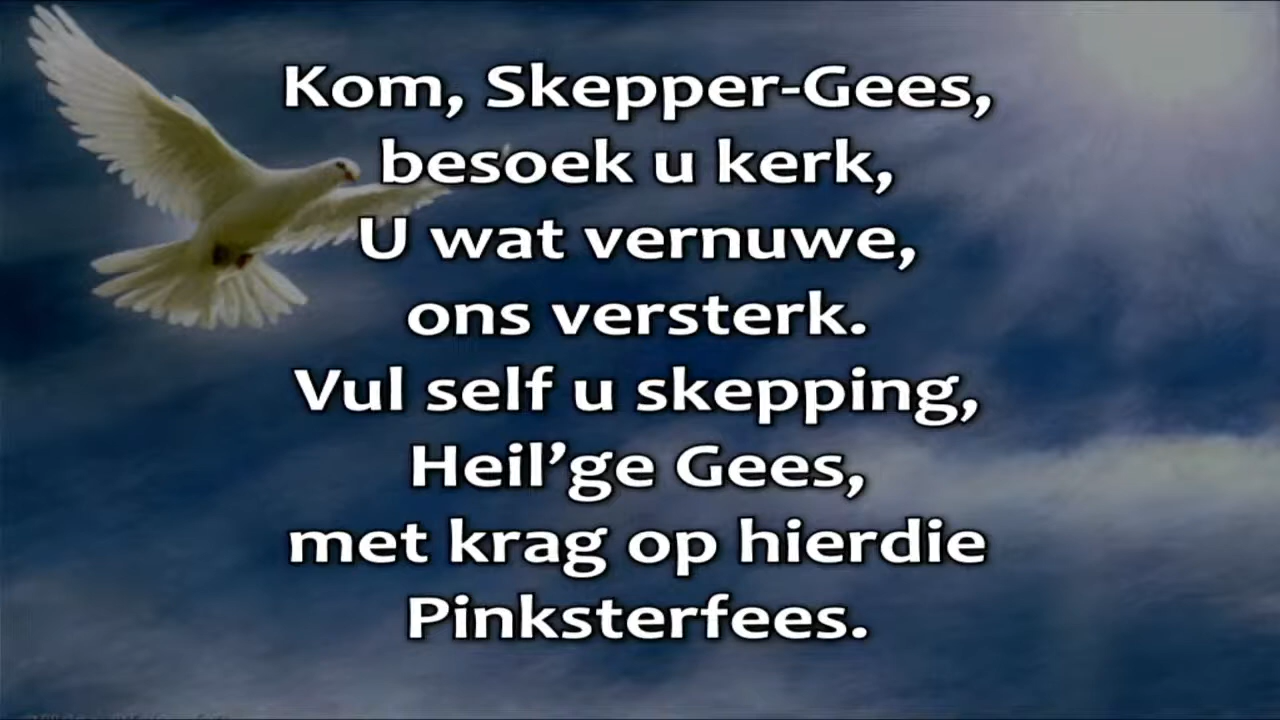 Kom, Skepper-Gees,
besoek u kerk,
U wat vernuwe,
ons versterk.
Vul self u skepping,
Heil’ge Gees,
met krag op hierdie
Pinksterfees.